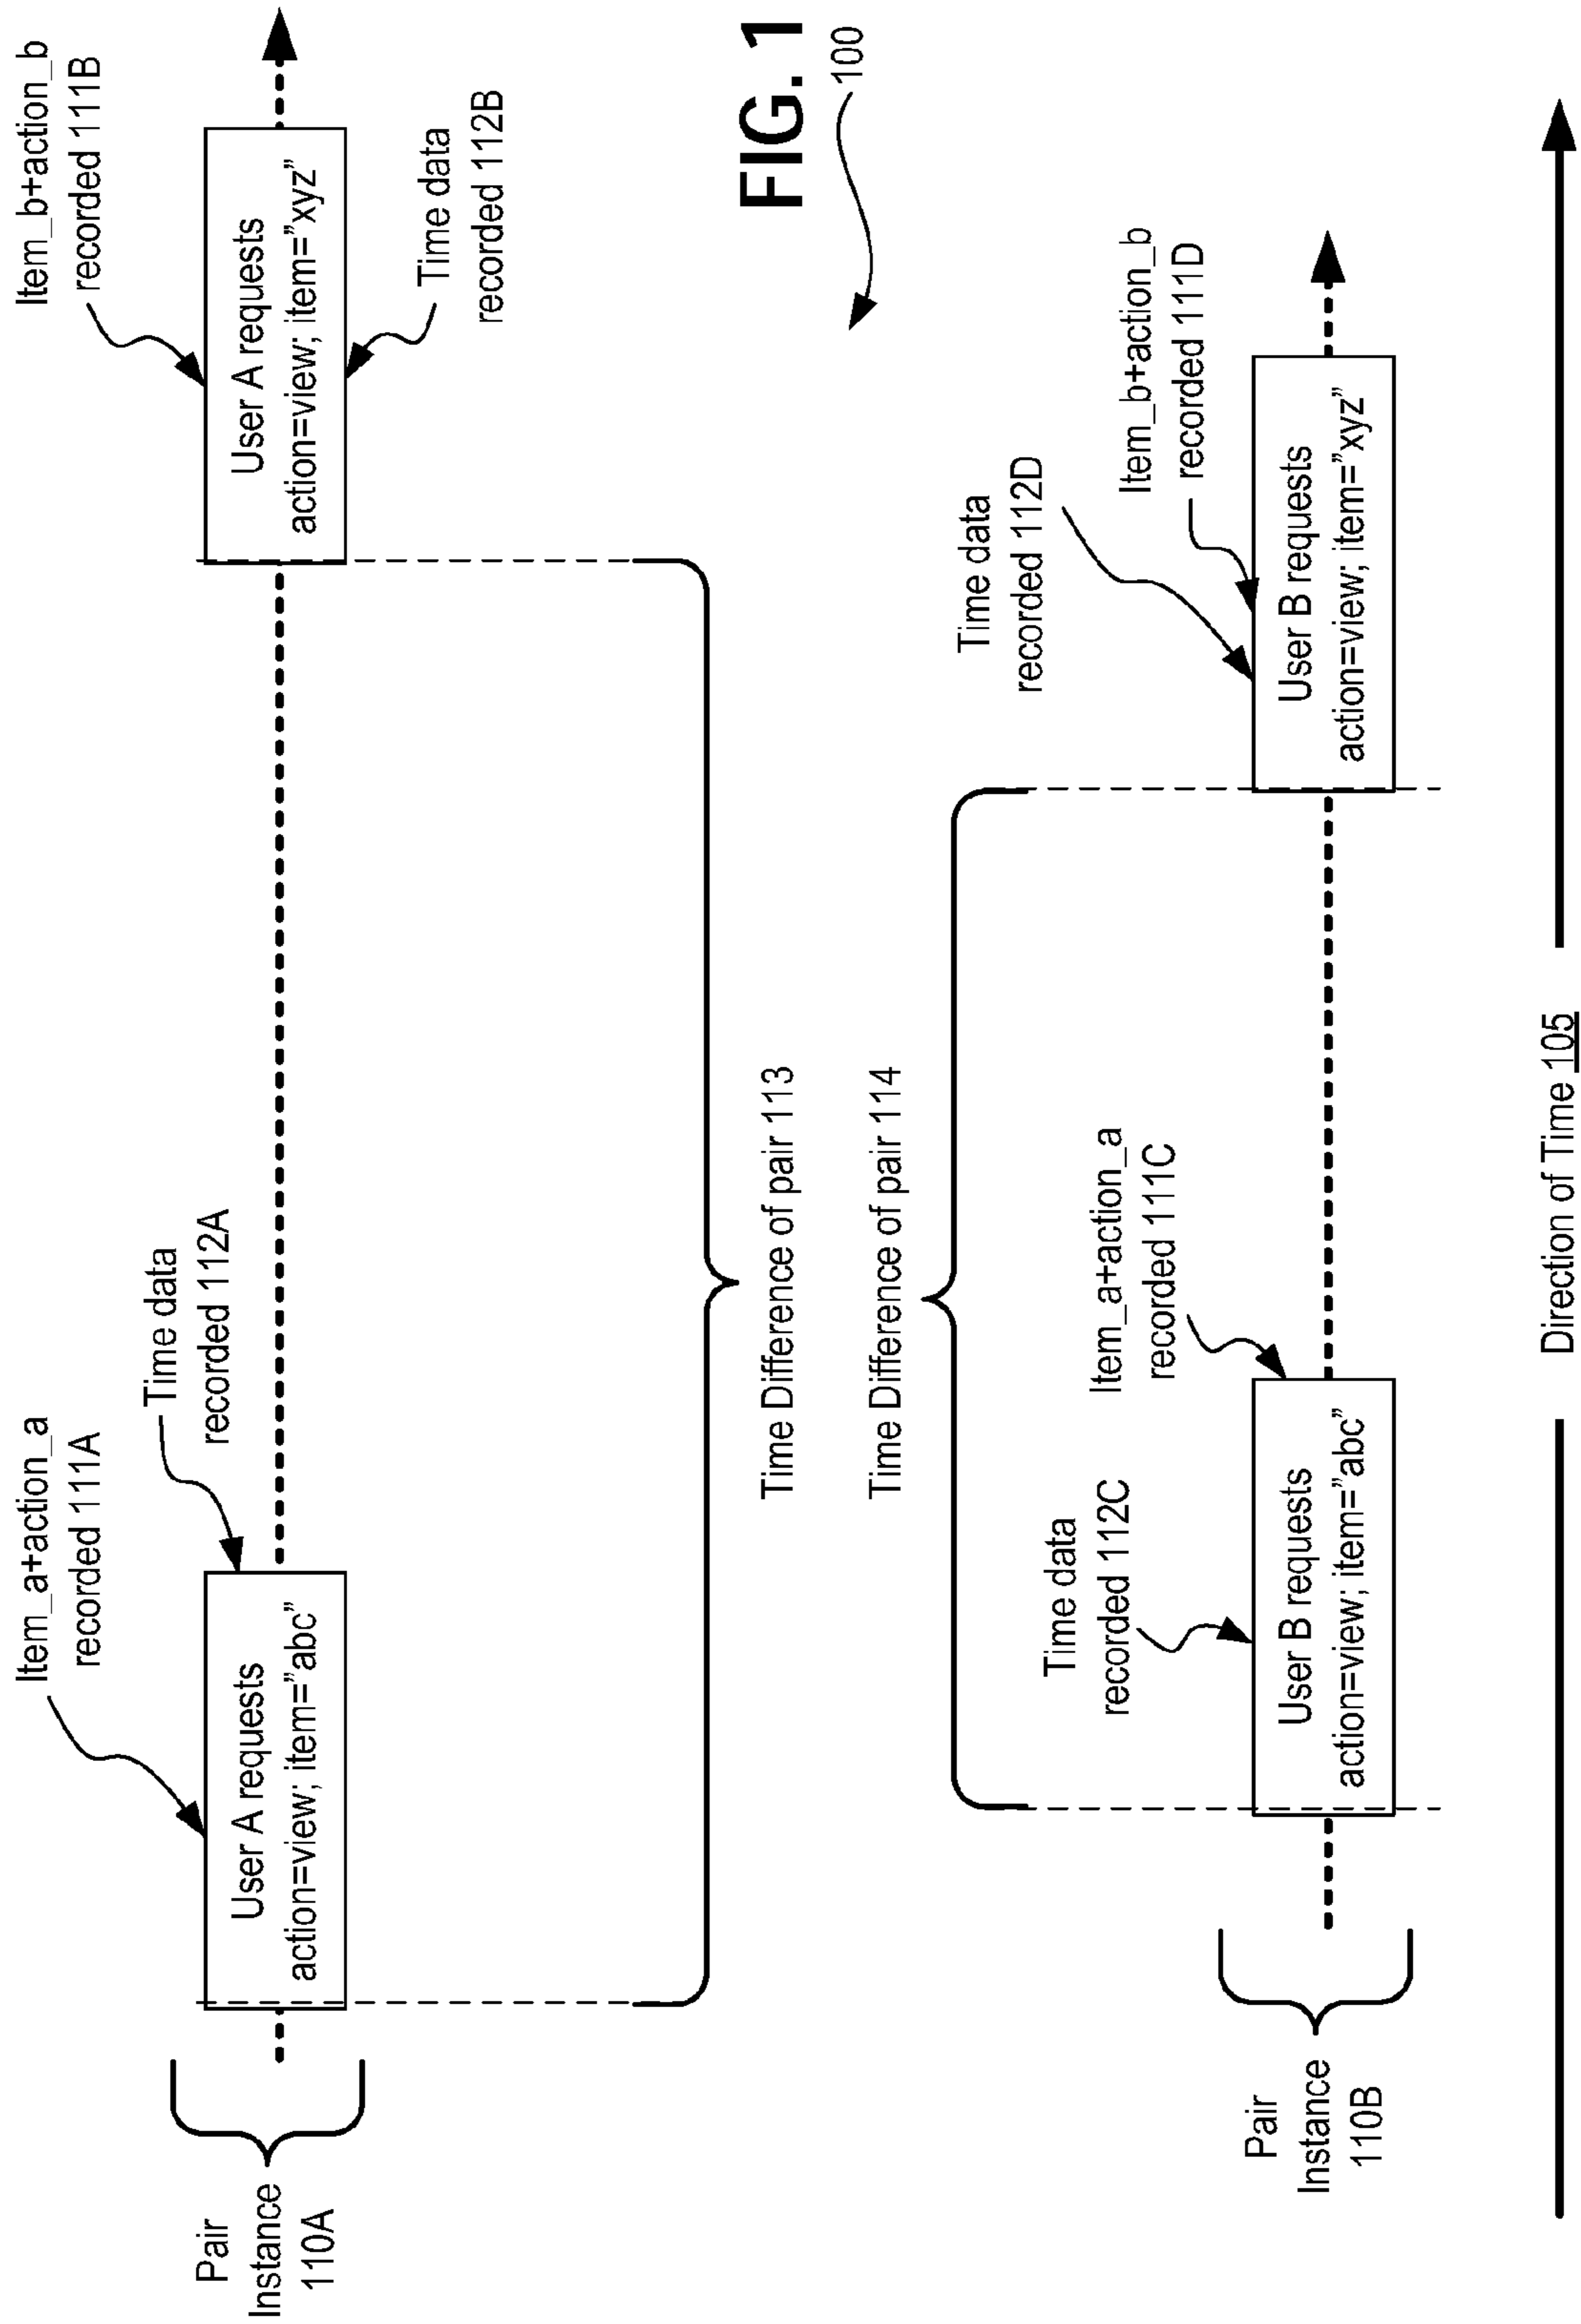 Item_a+action_a
recorded 111A
Time data
recorded 112A
Item_b+action_b
recorded 111B
Pair
Instance
110A
User A requests
action=view; item=”abc”
User A requests
action=view; item=”xyz”
Time data
recorded 112B
Time Difference of pair 113
FIG. 1
100
Time Difference of pair 114
Time data
recorded 112C
Item_a+action_a
recorded 111C
Time data
recorded 112D
Item_b+action_b
recorded 111D
Pair
Instance
110B
User B requests
action=view; item=”abc”
User B requests
action=view; item=”xyz”
Direction of Time 105